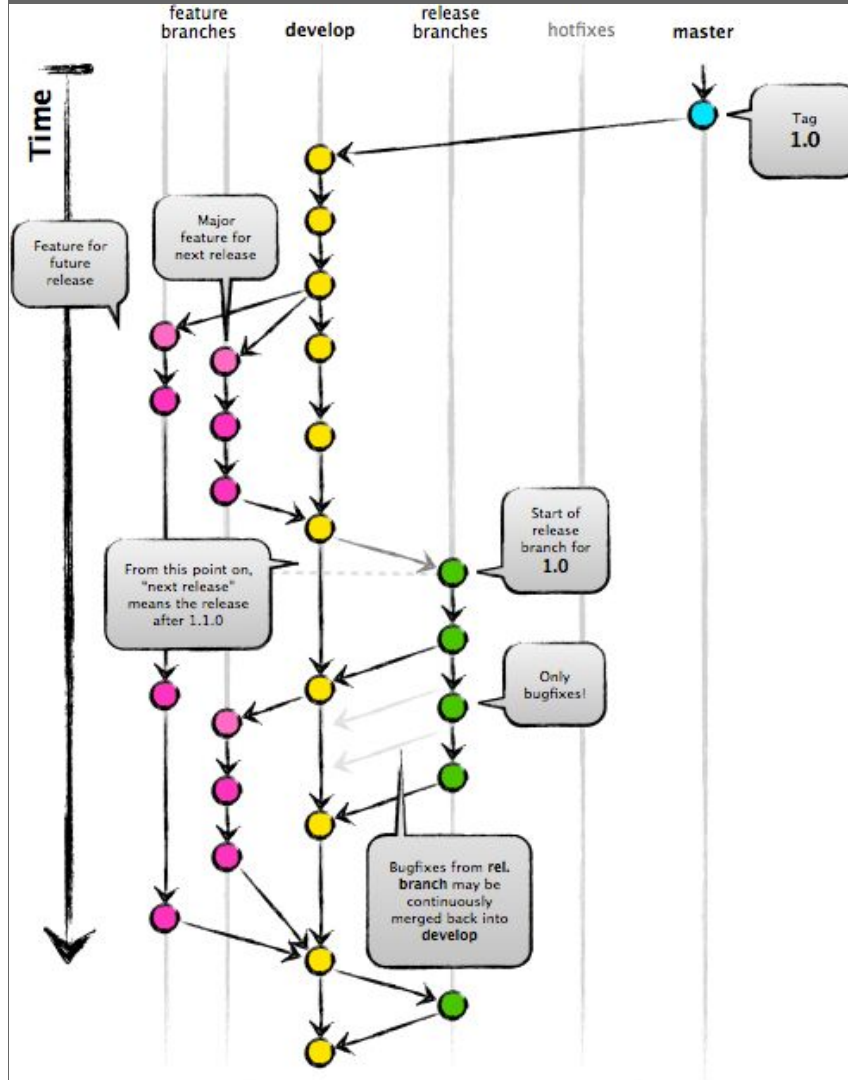 feature
branches
develop
release
branches
hotfixes
master
Time
Tag
1.0
Feature for
future
release
Major
feature for
next release
Start of
release
branch for
1.0
From this point on,
"next release"
means the release
after 1.1.0
Only
bugfixes!
Bugfixes from rel.
branch may be
continuously
merged back into
develop